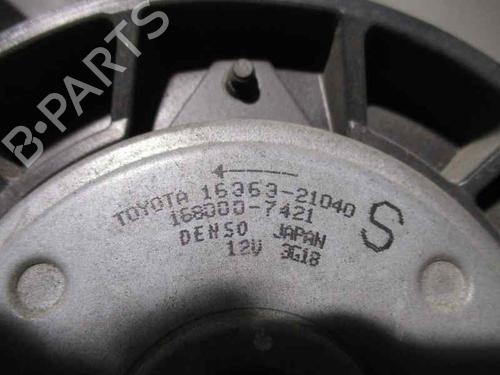 B-PARTS
TOYOTA 16363-21040
168000-7421 S
DENSO JAPAN
12V 3G18